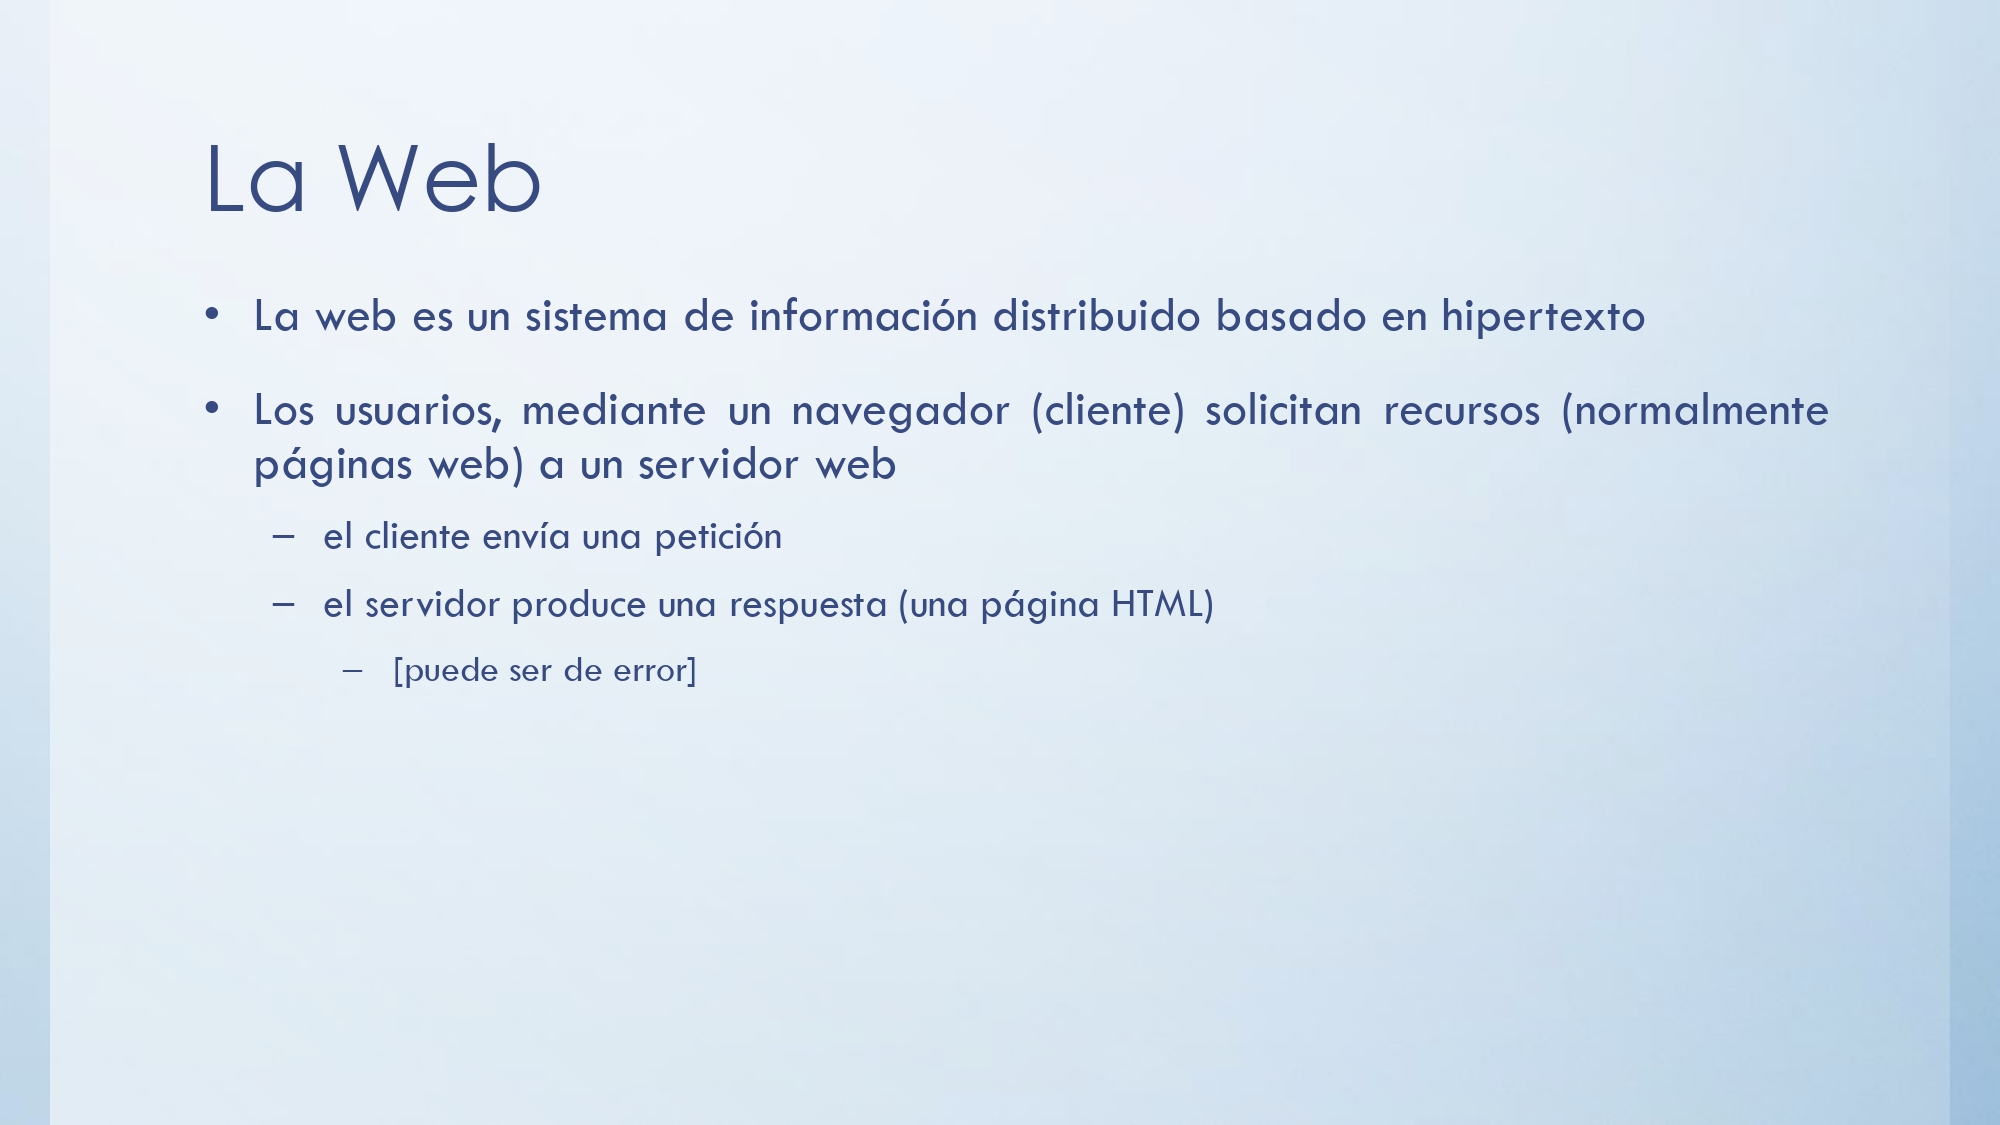 La Web
• La web es un sistema de información distribuido basado en hipertexto
• Los usuarios, mediante un navegador (cliente) solicitan recursos (normalmente
páginas web) a un servidor web
– el cliente envía una petición
– el servidor produce una respuesta (una página HTML)
– [puede ser de error]